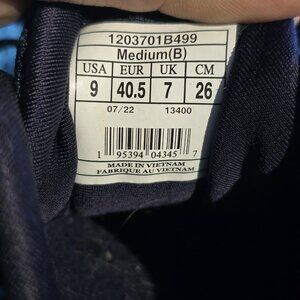 1203701B499
Medium(B)
USA EUR UK CM
9 40.5 7 26
07/22 13400
1 95394 04345 7
MADE IN VIETNAM
FABRIQUE AU VIETNAM